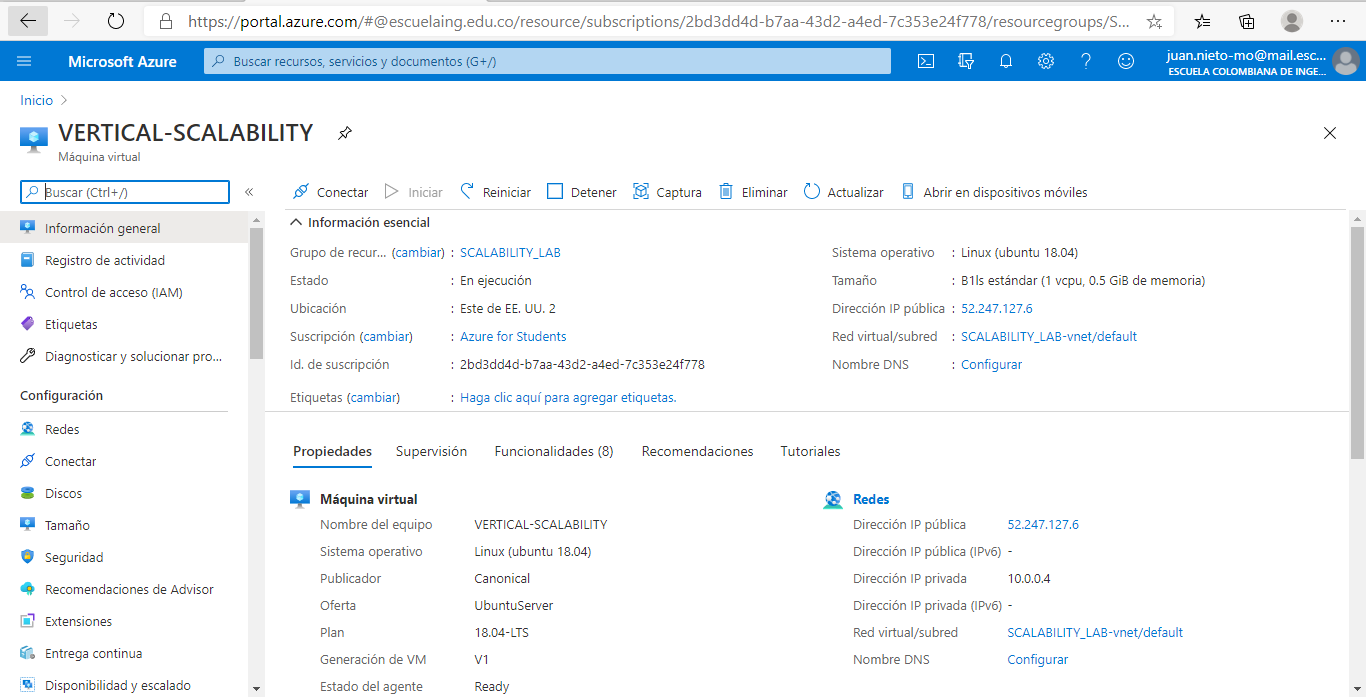 https://portal.azure.com/#@escuelaing.edu.co/resource/subscriptions/2bd3dd4d-b7aa-43d2-a4ed-7c353e24f778/resourcegroups/S...
Microsoft Azure
Buscar recursos, servicios y documentos (G+/)
juan.nieto-mo@mail.esc...
ESCUELA COLOMBIANA DE INGE...
Inicio
VERTICAL-SCALABILITY
Máquina virtual
Buscar (Ctrl+/)
«
Conectar Iniciar Reiniciar Detener Captura Eliminar Actualizar Abrir en dispositivos móviles
Información general
Registro de actividad
Control de acceso (IAM)
Etiquetas
Diagnosticar y solucionar pro...
Configuración
Redes
Conectar
Discos
Tamaño
Seguridad
Recomendaciones de Advisor
Extensiones
Entrega continua
Disponibilidad y escalado
Información esencial
Grupo de recur... (cambiar) : SCALABILITY_LAB
Estado : En ejecución
Ubicación : Este de EE. UU. 2
Suscripción (cambiar) : Azure for Students
Id. de suscripción : 2bd3dd4d-b7aa-43d2-a4ed-7c353e24f778
Etiquetas (cambiar) : Haga clic aquí para agregar etiquetas.
Sistema operativo : Linux (ubuntu 18.04)
Tamaño : B1ls estándar (1 vcpu, 0.5 GiB de memoria)
Dirección IP pública : 52.247.127.6
Red virtual/subred : SCALABILITY_LAB-vnet/default
Nombre DNS : Configurar
Propiedades Supervisión Funcionalidades (8) Recomendaciones Tutoriales
Máquina virtual
Nombre del equipo VERTICAL-SCALABILITY
Sistema operativo Linux (ubuntu 18.04)
Publicador Canonical
Oferta UbuntuServer
Plan 18.04-LTS
Generación de VM V1
Estado del agente Ready
Redes
Dirección IP pública 52.247.127.6
Dirección IP pública (IPv6) -
Dirección IP privada 10.0.0.4
Dirección IP privada (IPv6) -
Red virtual/subred SCALABILITY_LAB-vnet/default
Nombre DNS Configurar